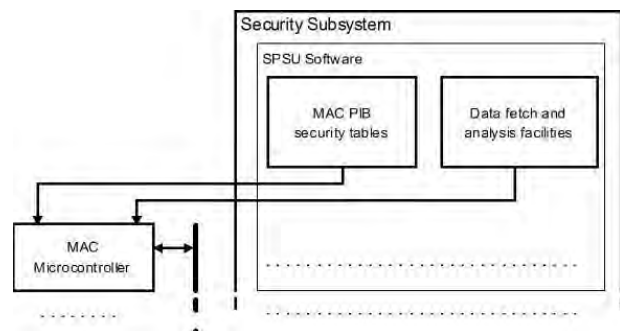 Security Subsystem
SPSU Software
MAC PIB
security tables
Data fetch and
analysis facilities
MAC
Microcontroller